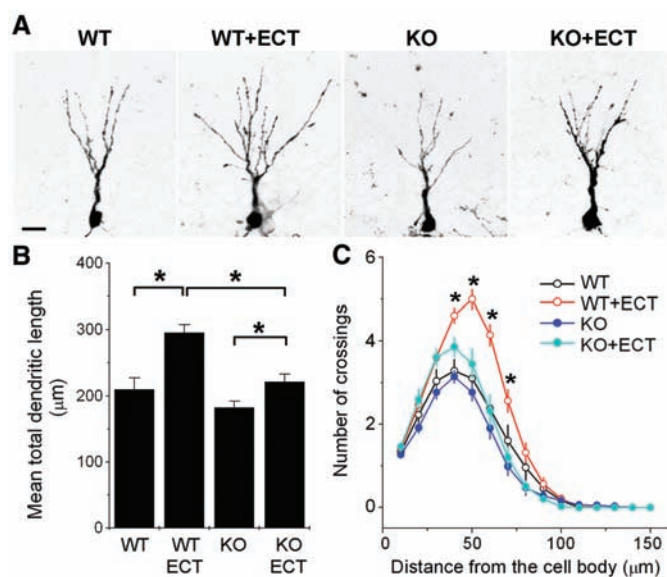 A
WT
WT+ECT
KO
KO+ECT
B
Mean total dendritic length
(μm)
400
300
200
100
0
*
*
*
WT
WT
ECT
KO
KO
ECT
C
Number of crossings
6
4
2
0
* * * *
WT
WT+ECT
KO
KO+ECT
0 50 100 150
Distance from the cell body (μm)